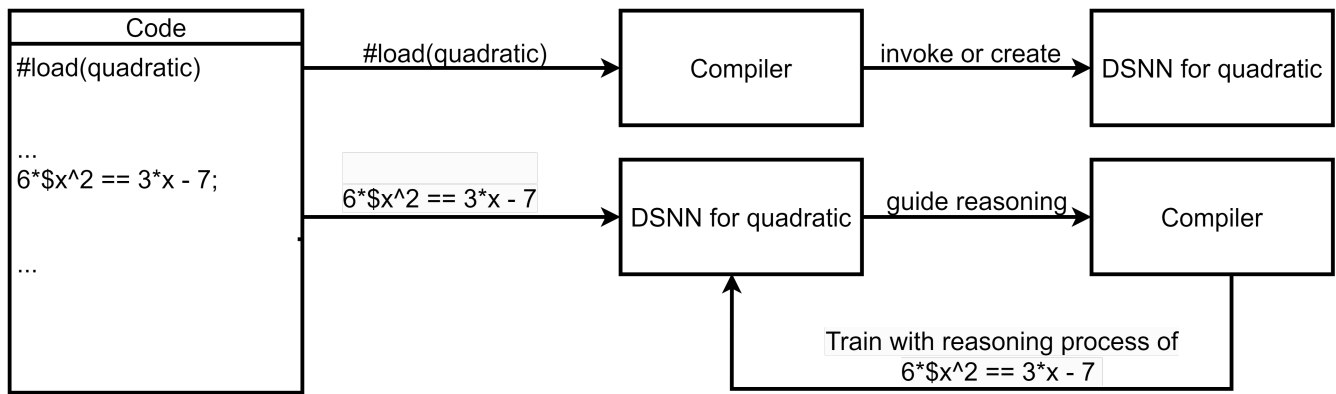 Code
#load(quadratic)
...
6*$x^2 == 3*x - 7;
...
#load(quadratic)
Compiler
invoke or create
DSNN for quadratic
6*$x^2 == 3*x - 7
DSNN for quadratic
guide reasoning
Compiler
Train with reasoning process of
6*$x^2 == 3*x - 7